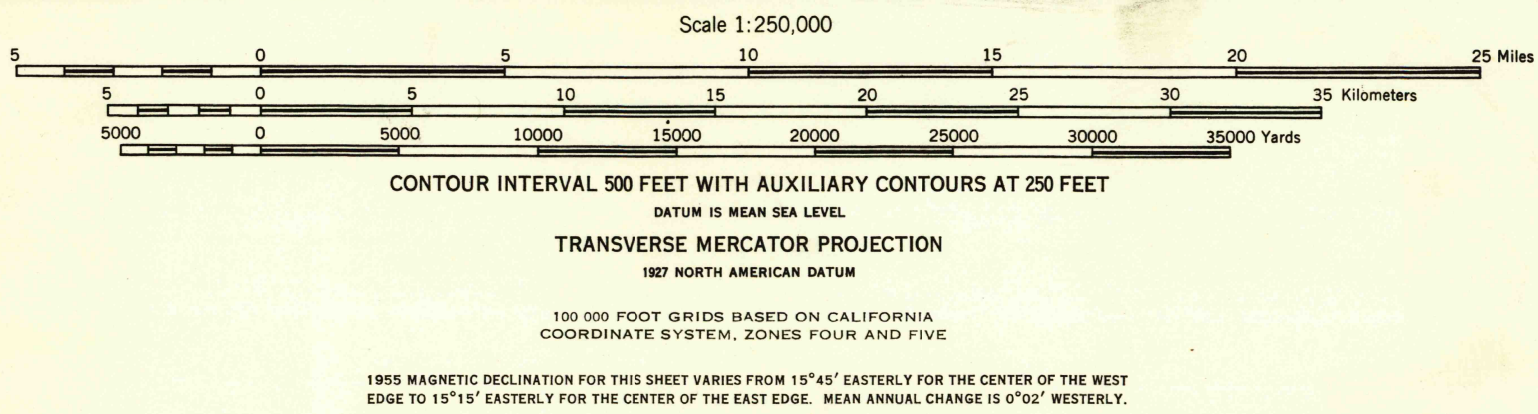 Scale 1:250,000
5 0 5 10 15 20 25 Miles
5 0 5 10 15 20 25 30 35 Kilometers
5000 0 5000 10000 15000 20000 25000 30000 35000 Yards
CONTOUR INTERVAL 500 FEET WITH AUXILIARY CONTOURS AT 250 FEET
DATUM IS MEAN SEA LEVEL
TRANSVERSE MERCATOR PROJECTION
1927 NORTH AMERICAN DATUM
100 000 FOOT GRIDS BASED ON CALIFORNIA
COORDINATE SYSTEM, ZONES FOUR AND FIVE
1955 MAGNETIC DECLINATION FOR THIS SHEET VARIES FROM 15°45′ EASTERLY FOR THE CENTER OF THE WEST
EDGE TO 15°15′ EASTERLY FOR THE CENTER OF THE EAST EDGE. MEAN ANNUAL CHANGE IS 0°02′ WESTERLY.